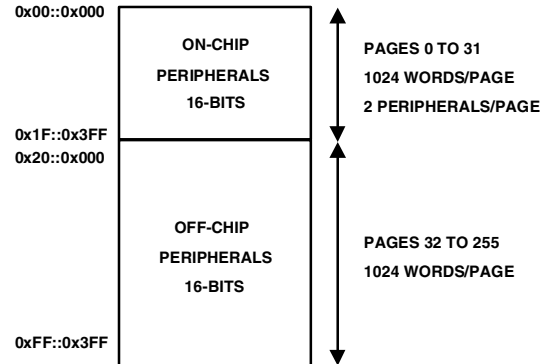 0x00::0x000
ON-CHIP
PERIPHERALS
16-BITS
PAGES 0 TO 31
1024 WORDS/PAGE
2 PERIPHERALS/PAGE
0x1F::0x3FF
0x20::0x000
OFF-CHIP
PERIPHERALS
16-BITS
PAGES 32 TO 255
1024 WORDS/PAGE
0xFF::0x3FF